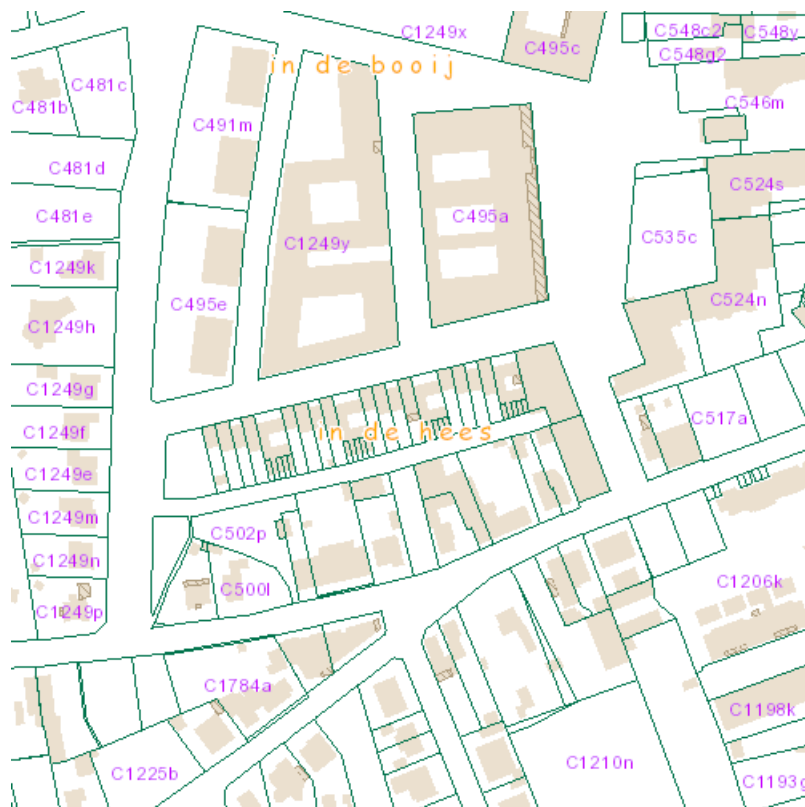 C1249x
C548c2
C548v
C495c
C548g2
in de booij
C481c
C481b
C546m
C491m
C481d
C524s
C481e
C495a
C535c
C1249y
C1249k
C495e
C524n
C1249h
C1249g
C517a
C1249f
in de hees
C1249e
C1249m
C502p
C1249n
C1206k
C500l
C1249p
C1784a
C1198k
C1210n
C1225b
C1193g